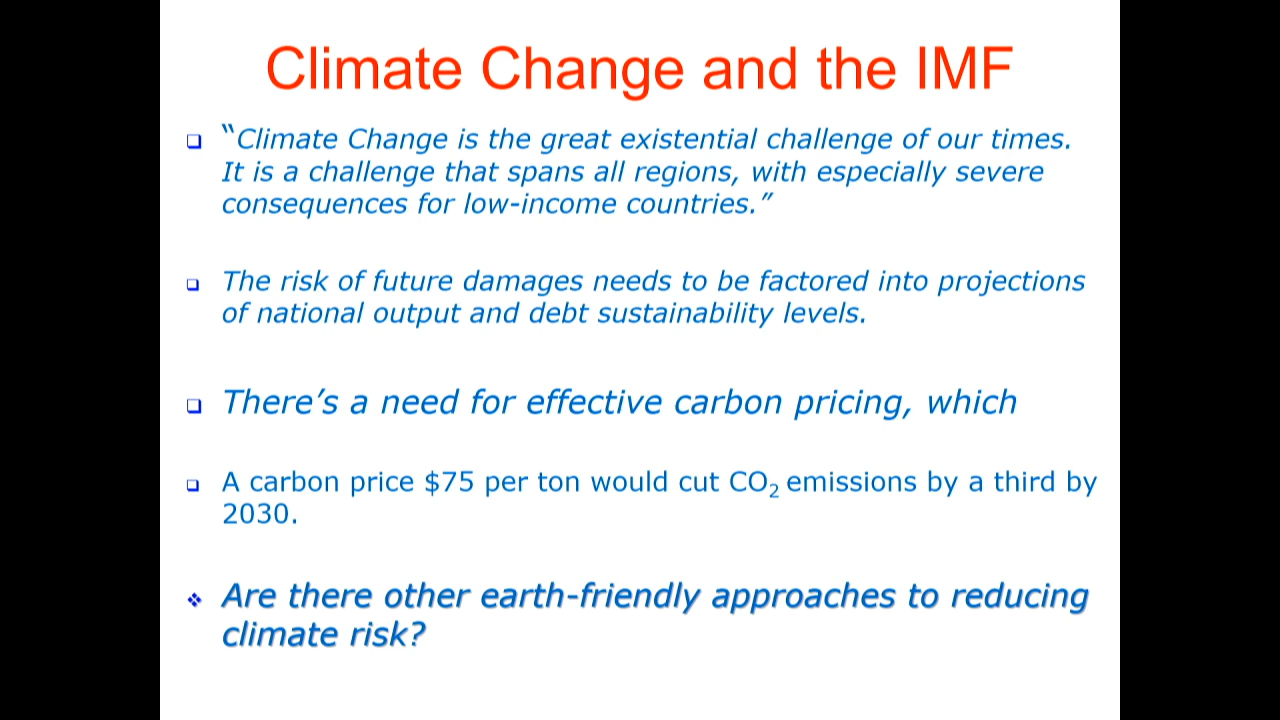 Climate Change and the IMF
“Climate Change is the great existential challenge of our times.
It is a challenge that spans all regions, with especially severe
consequences for low-income countries.”
The risk of future damages needs to be factored into projections
of national output and debt sustainability levels.
There’s a need for effective carbon pricing, which
A carbon price $75 per ton would cut CO₂ emissions by a third by
2030.
Are there other earth-friendly approaches to reducing
climate risk?